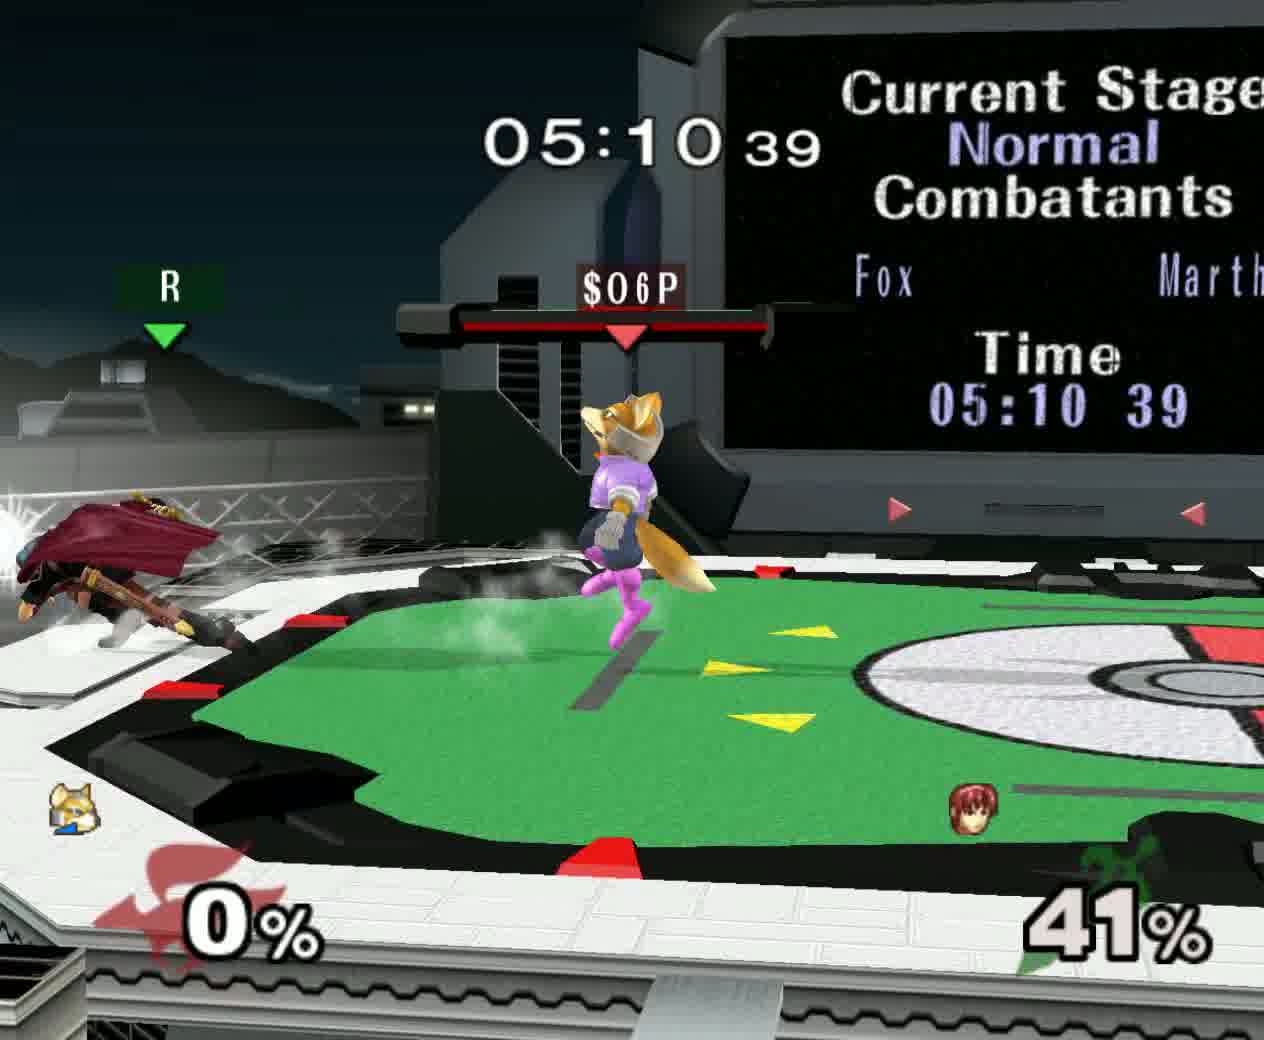 Current Stage
Normal
Combatants
Fox Marth
Time
05:10 39
05:10 39
R
$06P
0%
41%